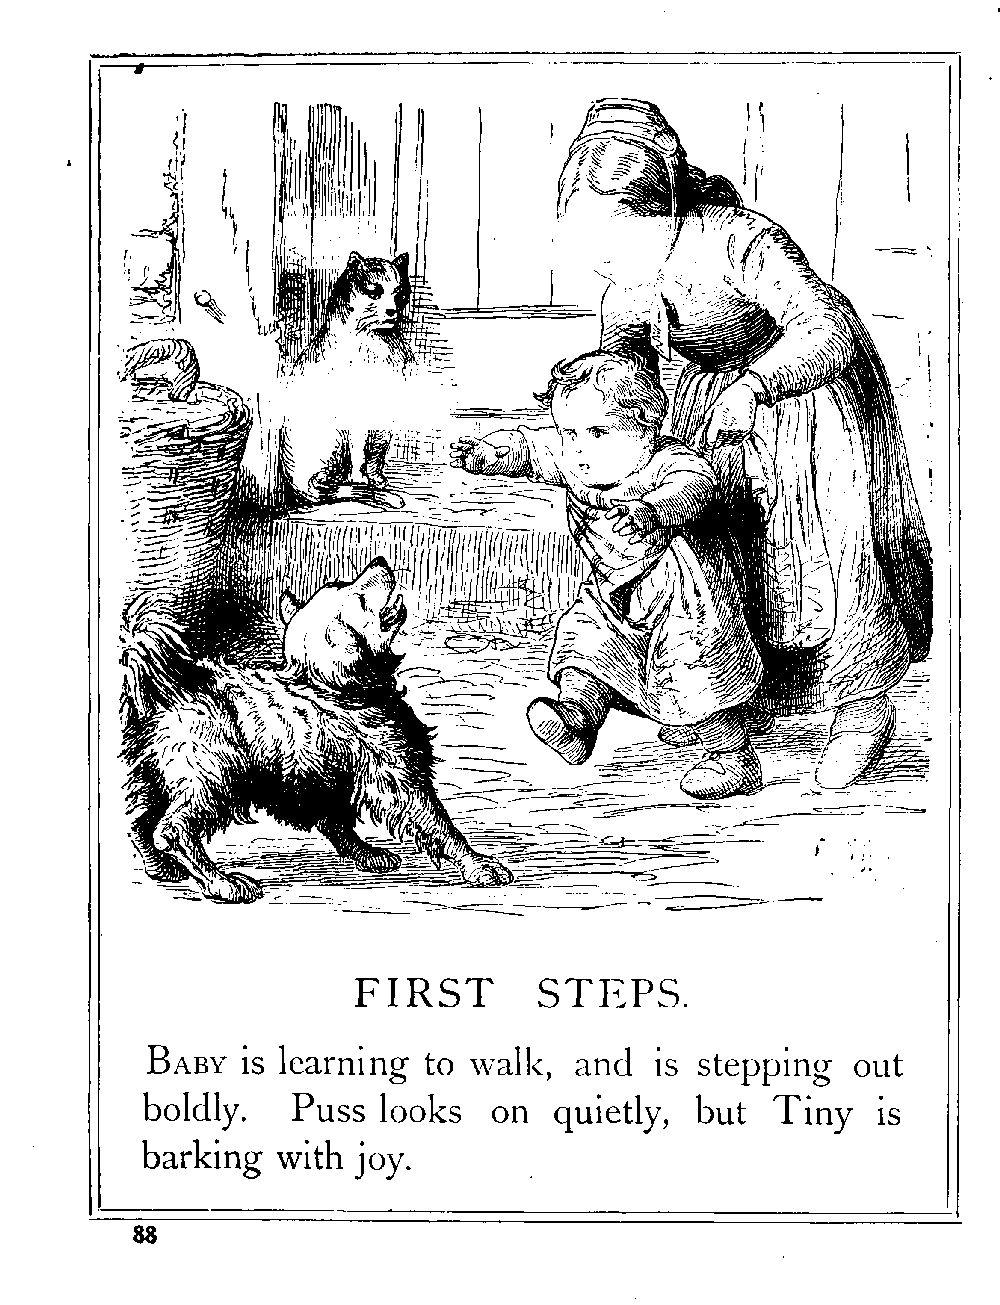 FIRST STEPS.
BABY is learning to walk, and is stepping out
boldly. Puss looks on quietly, but Tiny is
barking with joy.
88